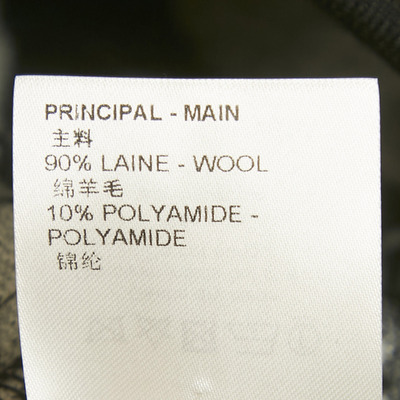 PRINCIPAL - MAIN
主料
90% LAINE - WOOL
绵羊毛
10% POLYAMIDE -
POLYAMIDE
锦纶